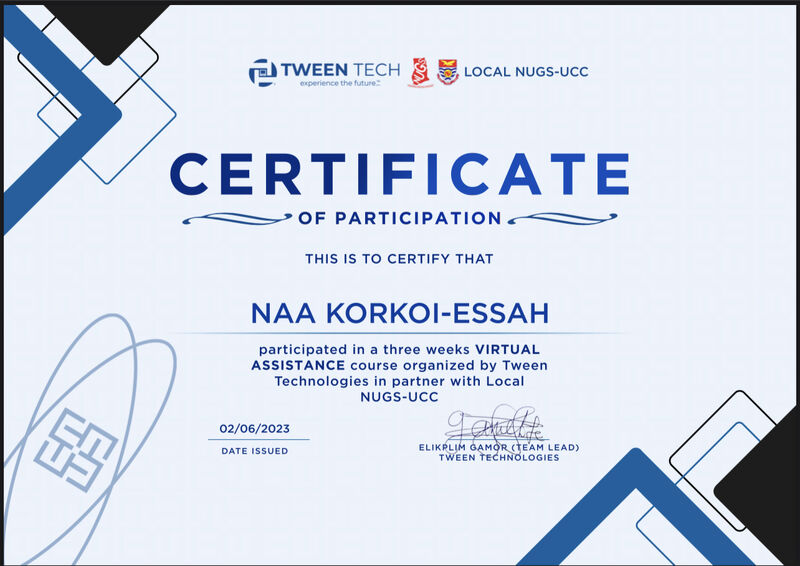 TWEEN TECH
experience the future.™
LOCAL NUGS-UCC
CERTIFICATE
OF PARTICIPATION
THIS IS TO CERTIFY THAT
NAA KORKOI-ESSAH
participated in a three weeks VIRTUAL
ASSISTANCE course organized by Tween
Technologies in partner with Local
NUGS-UCC
02/06/2023
DATE ISSUED
ELIKPLIM GAMOR (TEAM LEAD)
TWEEN TECHNOLOGIES